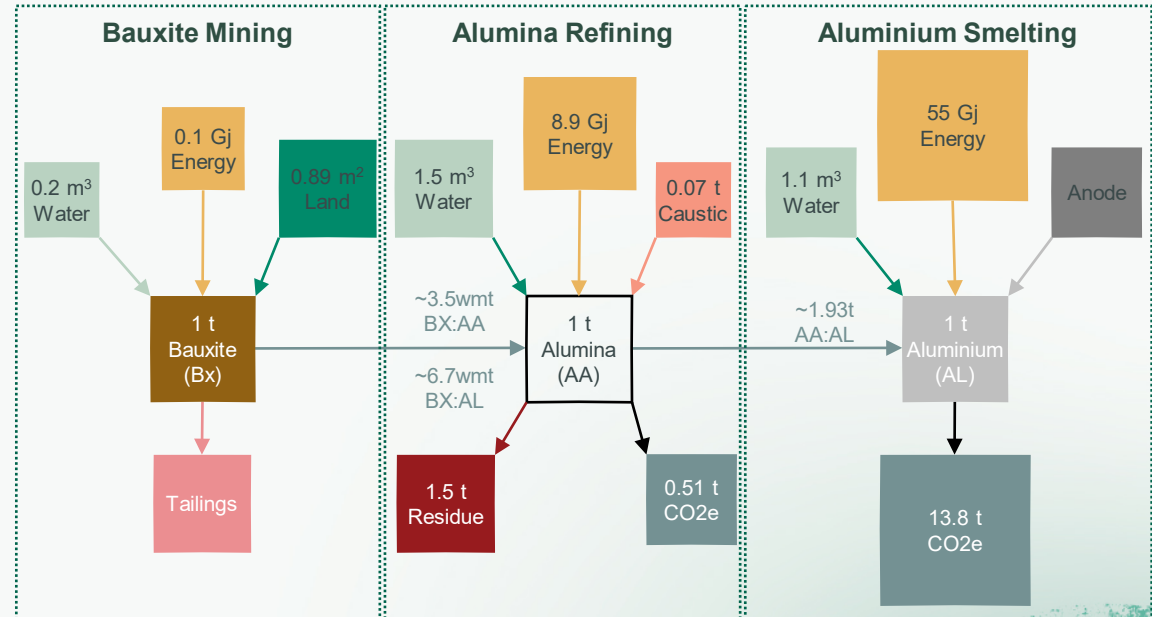 Bauxite Mining
0.2 m³
Water
0.1 Gj
Energy
0.89 m²
Land
1 t
Bauxite
(Bx)
Tailings
~3.5wmt
BX:AA
~6.7wmt
BX:AL
Alumina Refining
1.5 m³
Water
8.9 Gj
Energy
0.07 t
Caustic
1 t
Alumina
(AA)
1.5 t
Residue
0.51 t
CO2e
~1.93t
AA:AL
Aluminium Smelting
1.1 m³
Water
55 Gj
Energy
Anode
1 t
Aluminium
(AL)
13.8 t
CO2e